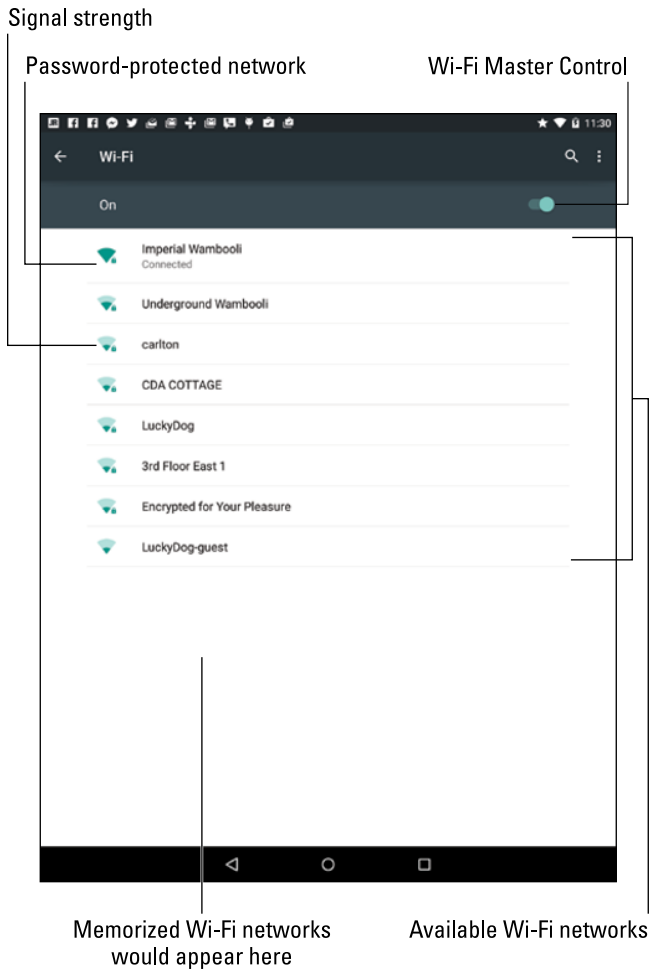 Signal strength
Password-protected network
Wi-Fi Master Control
11:30
Wi-Fi
On
Imperial Wambooli
Connected
Underground Wambooli
carlton
CDA COTTAGE
LuckyDog
3rd Floor East 1
Encrypted for Your Pleasure
LuckyDog-guest
Memorized Wi-Fi networks
would appear here
Available Wi-Fi networks